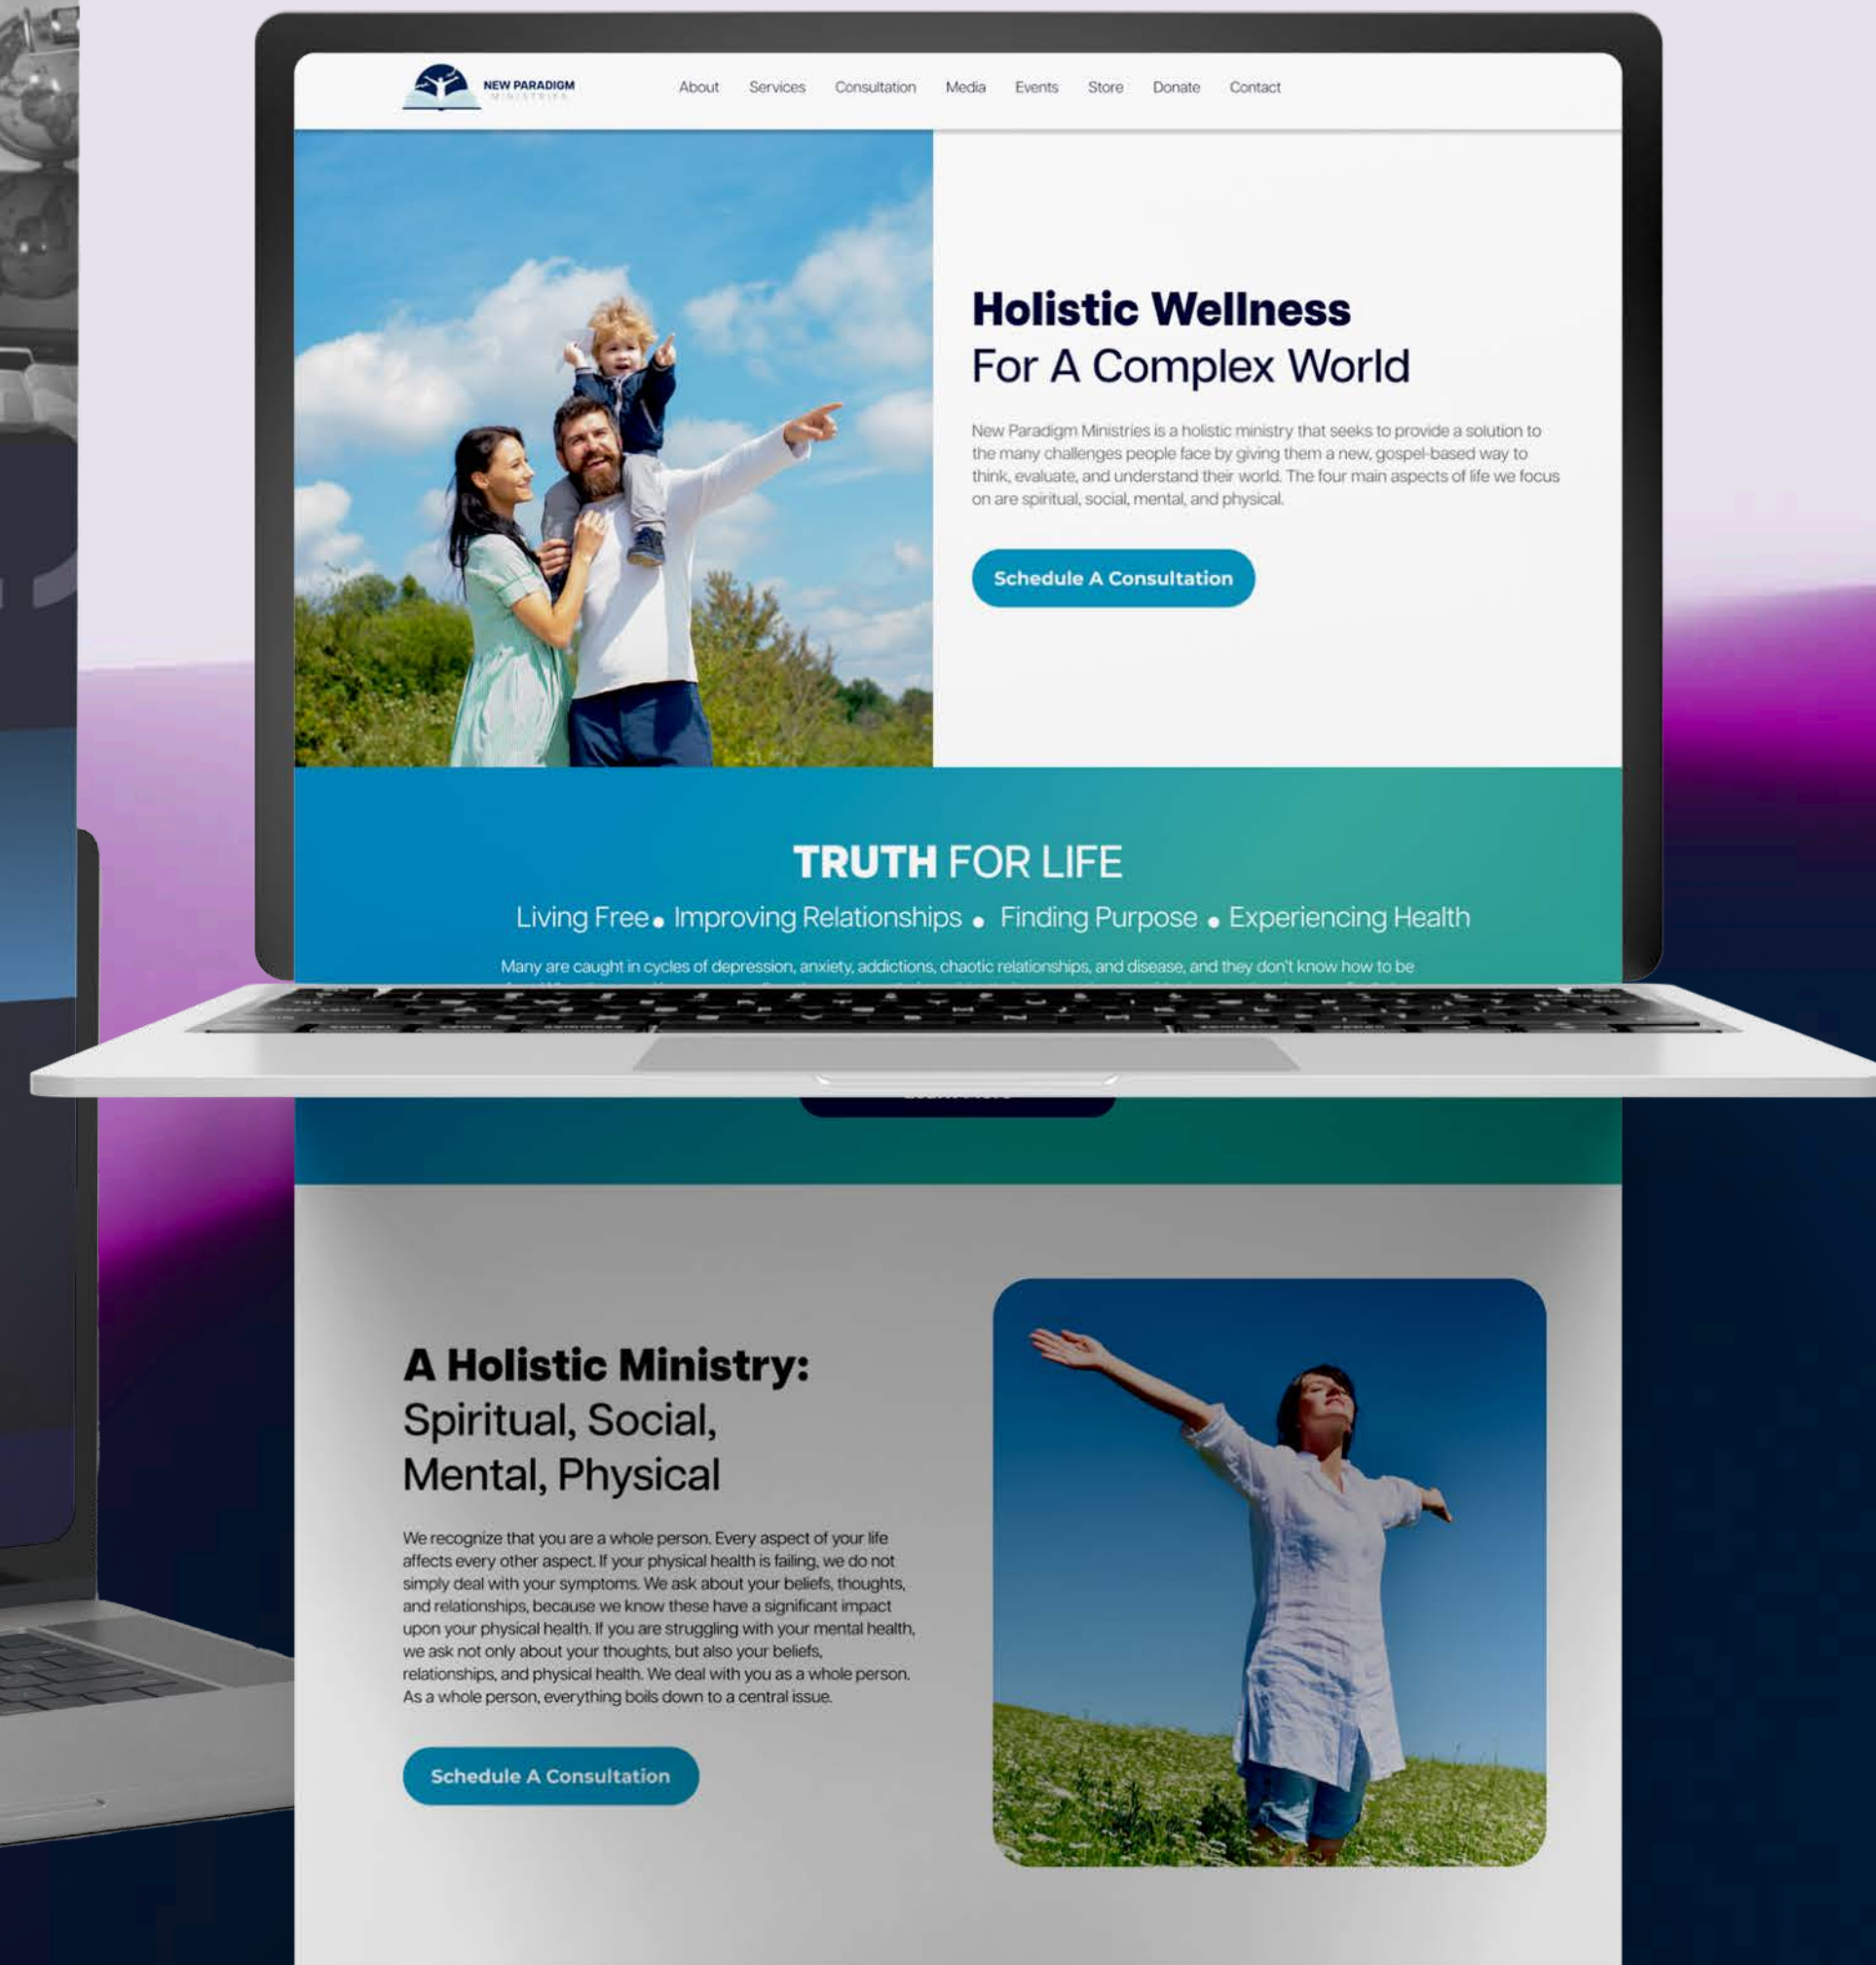 NEW PARADIGM
MINISTRIES
About Services Consultation Media Events Store Donate Contact
Holistic Wellness
For A Complex World
New Paradigm Ministries is a holistic ministry that seeks to provide a solution to
the many challenges people face by giving them a new, gospel-based way to
think, evaluate, and understand their world. The four main aspects of life we focus
on are spiritual, social, mental, and physical.
Schedule A Consultation
TRUTH FOR LIFE
Living Free • Improving Relationships • Finding Purpose • Experiencing Health
Many are caught in cycles of depression, anxiety, addictions, chaotic relationships, and disease, and they don't know how to be
A Holistic Ministry:
Spiritual, Social,
Mental, Physical
We recognize that you are a whole person. Every aspect of your life
affects every other aspect. If your physical health is failing, we do not
simply deal with your symptoms. We ask about your beliefs, thoughts,
and relationships, because we know these have a significant impact
upon your physical health. If you are struggling with your mental health,
we ask not only about your thoughts, but also your beliefs,
relationships, and physical health. We deal with you as a whole person.
As a whole person, everything boils down to a central issue.
Schedule A Consultation